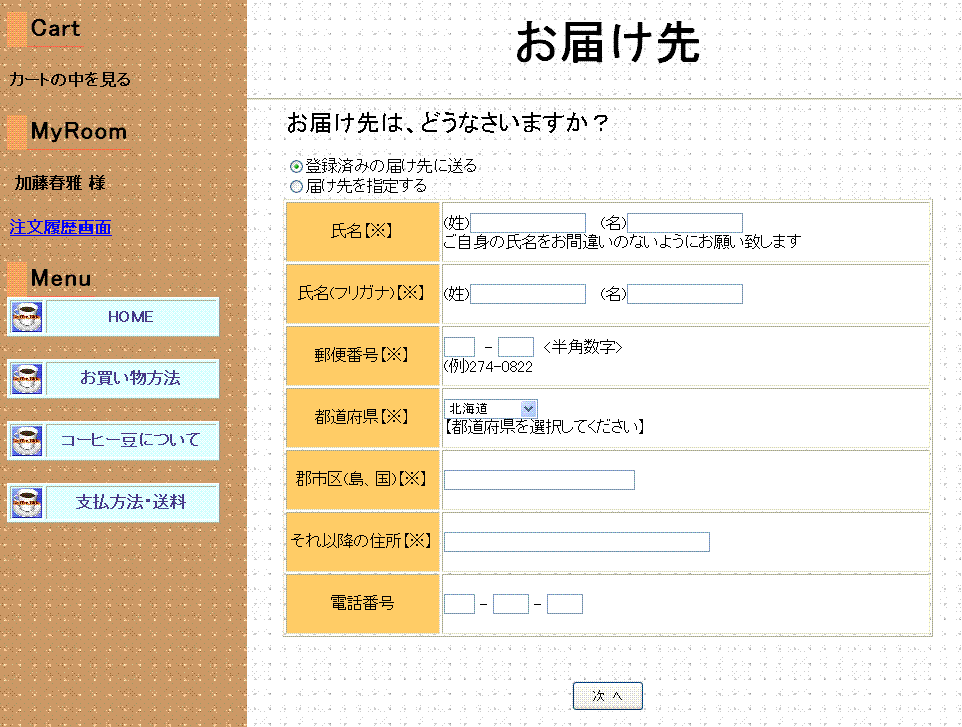 Cart
カートの中を見る
MyRoom
加藤春雅 様
注文履歴画面
Menu
HOME
お買い物方法
コーヒー豆について
支払方法・送料
お届け先
お届け先は、どうなさいますか？
登録済みの届け先に送る
届け先を指定する
氏名【※】
(姓) (名)
ご自身の氏名をお間違いのないようにお願い致します
氏名(フリガナ)【※】
(姓) (名)
郵便番号【※】
- <半角数字>
(例)274-0822
都道府県【※】
北海道
【都道府県を選択してください】
郡市区(島、国)【※】
それ以降の住所【※】
電話番号
- -
次 へ